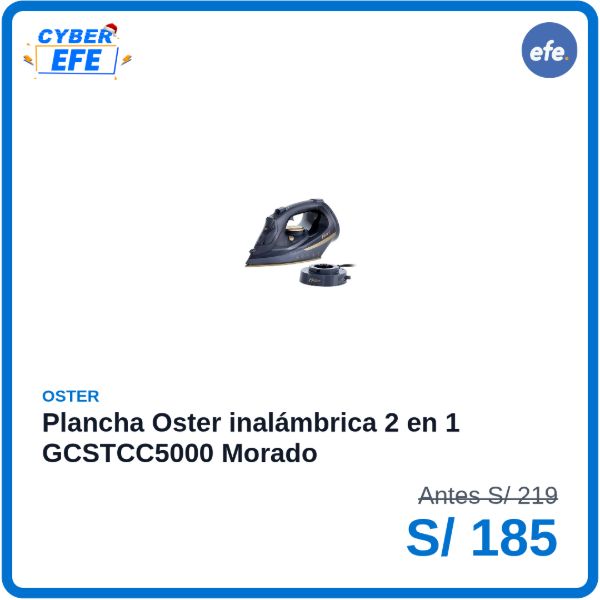 CYBER
EFE
efe.
OSTER
Plancha Oster inalámbrica 2 en 1
GCSTCC5000 Morado
Antes S/ 219
S/ 185